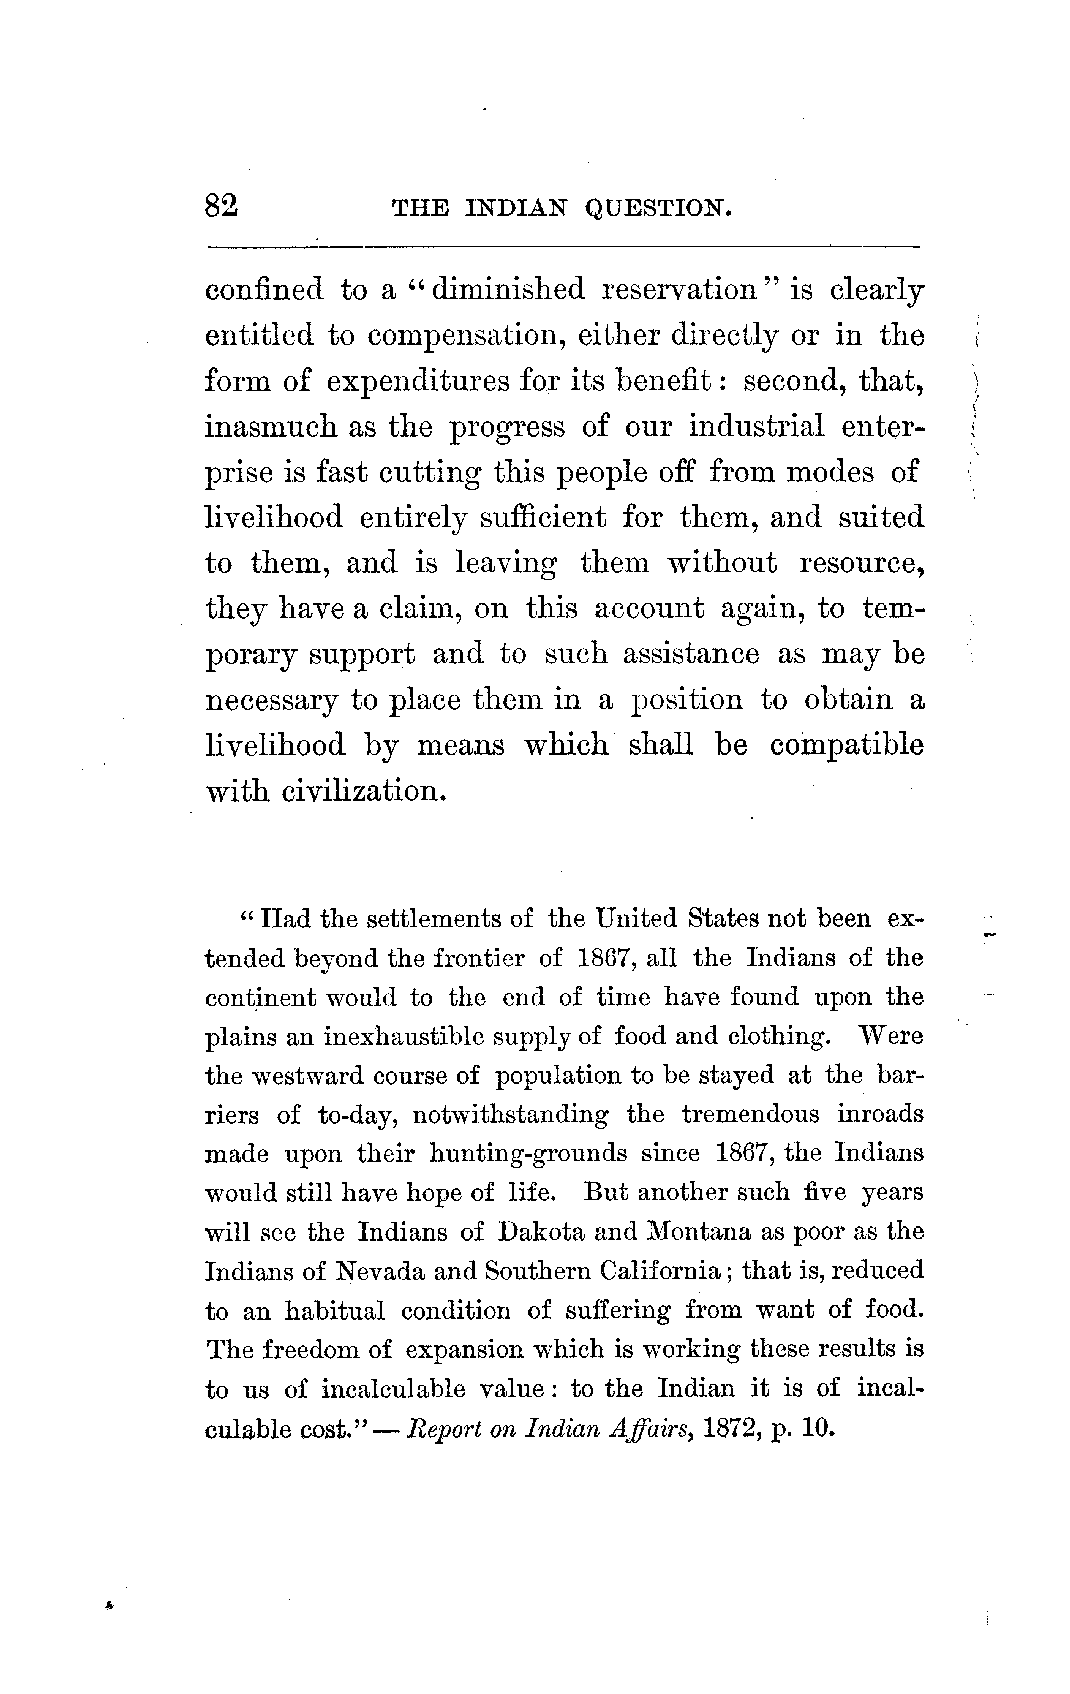 82 THE INDIAN QUESTION.
confined to a “ diminished reservation ” is clearly
entitled to compensation, either directly or in the
form of expenditures for its benefit : second, that,
inasmuch as the progress of our industrial enter-
prise is fast cutting this people off from modes of
livelihood entirely sufficient for them, and suited
to them, and is leaving them without resource,
they have a claim, on this account again, to tem-
porary support and to such assistance as may be
necessary to place them in a position to obtain a
livelihood by means which shall be compatible
with civilization.
“ Had the settlements of the United States not been ex-
tended beyond the frontier of 1867, all the Indians of the
continent would to the end of time have found upon the
plains an inexhaustible supply of food and clothing. Were
the westward course of population to be stayed at the bar-
riers of to-day, notwithstanding the tremendous inroads
made upon their hunting-grounds since 1867, the Indians
would still have hope of life. But another such five years
will see the Indians of Dakota and Montana as poor as the
Indians of Nevada and Southern California ; that is, reduced
to an habitual condition of suffering from want of food.
The freedom of expansion which is working these results is
to us of incalculable value : to the Indian it is of incal-
culable cost.” — Report on Indian Affairs, 1872, p. 10.